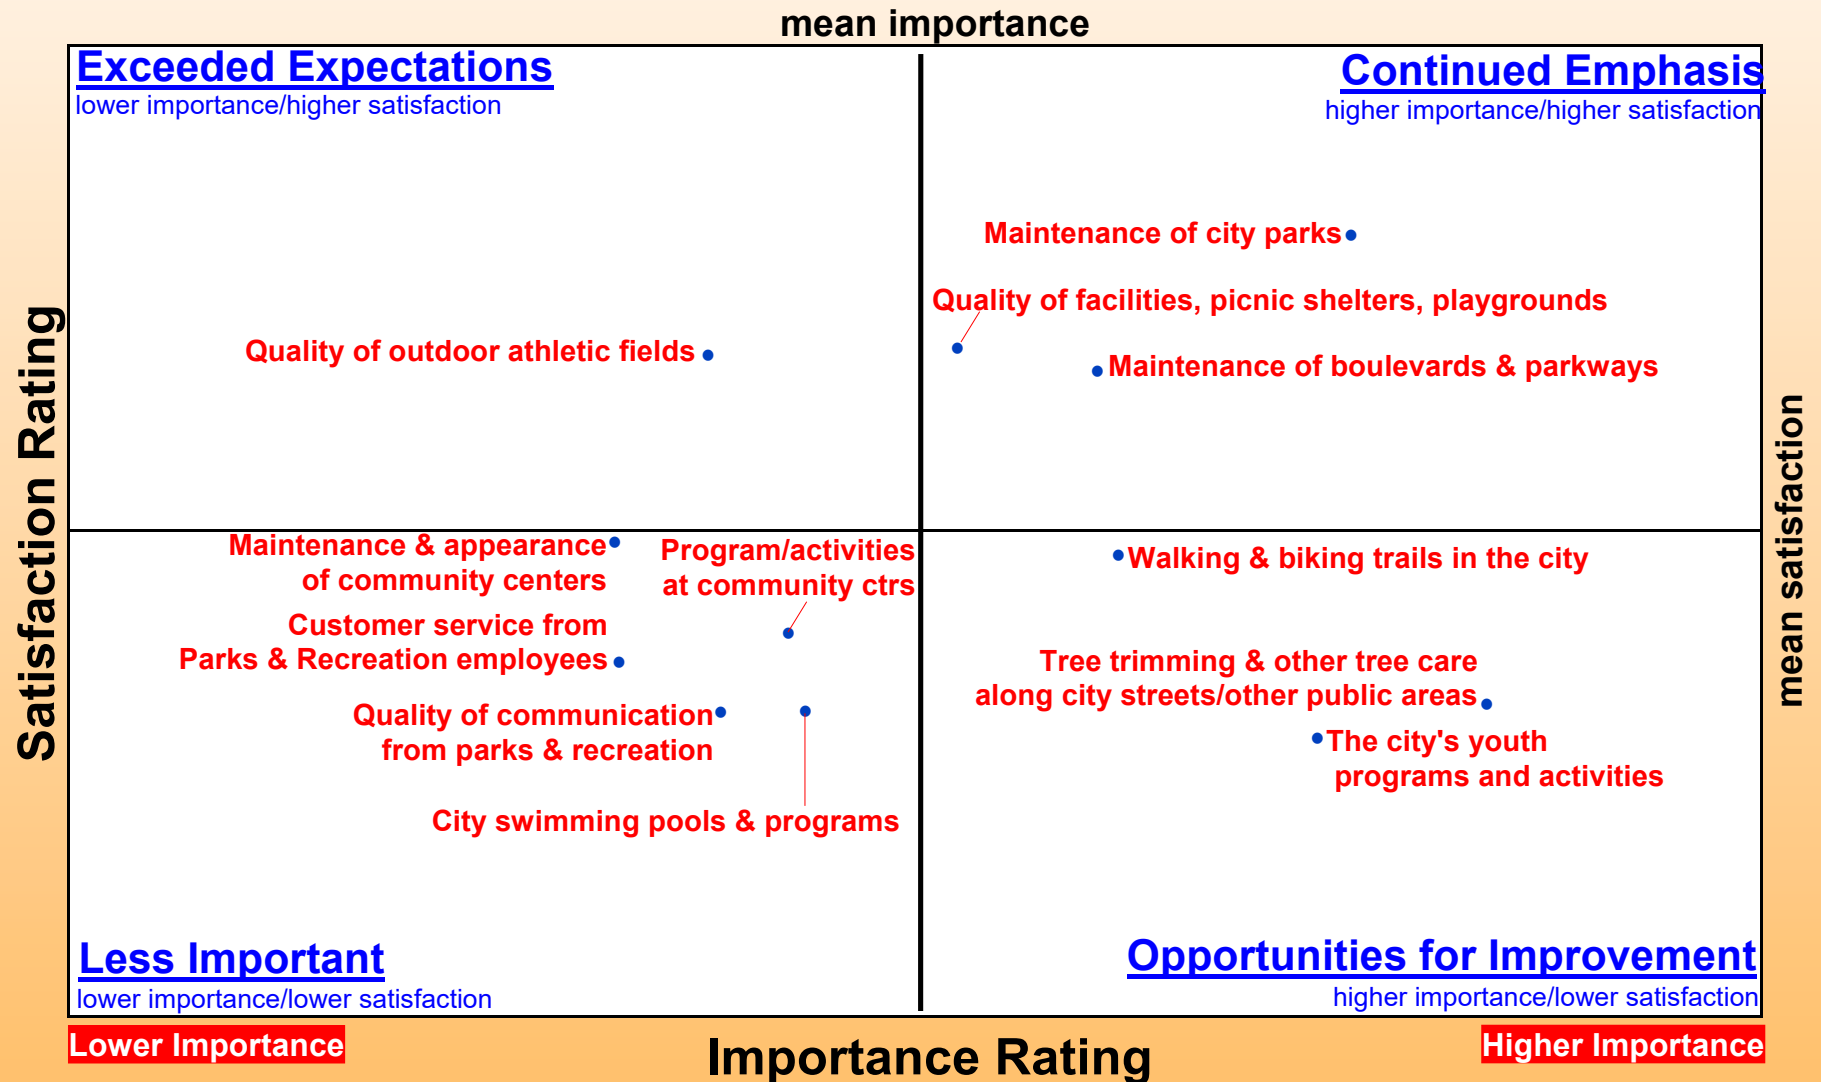 mean importance
Exceeded Expectations
lower importance/higher satisfaction
Continued Emphasis
higher importance/higher satisfaction
Maintenance of city parks
Quality of facilities, picnic shelters, playgrounds
Quality of outdoor athletic fields
Maintenance of boulevards & parkways
Satisfaction Rating
mean satisfaction
Maintenance & appearance
of community centers
Program/activities
at community ctrs
Walking & biking trails in the city
Customer service from
Parks & Recreation employees
Tree trimming & other tree care
along city streets/other public areas
Quality of communication
from parks & recreation
The city's youth
programs and activities
City swimming pools & programs
Less Important
lower importance/lower satisfaction
Opportunities for Improvement
higher importance/lower satisfaction
Lower Importance
Importance Rating
Higher Importance